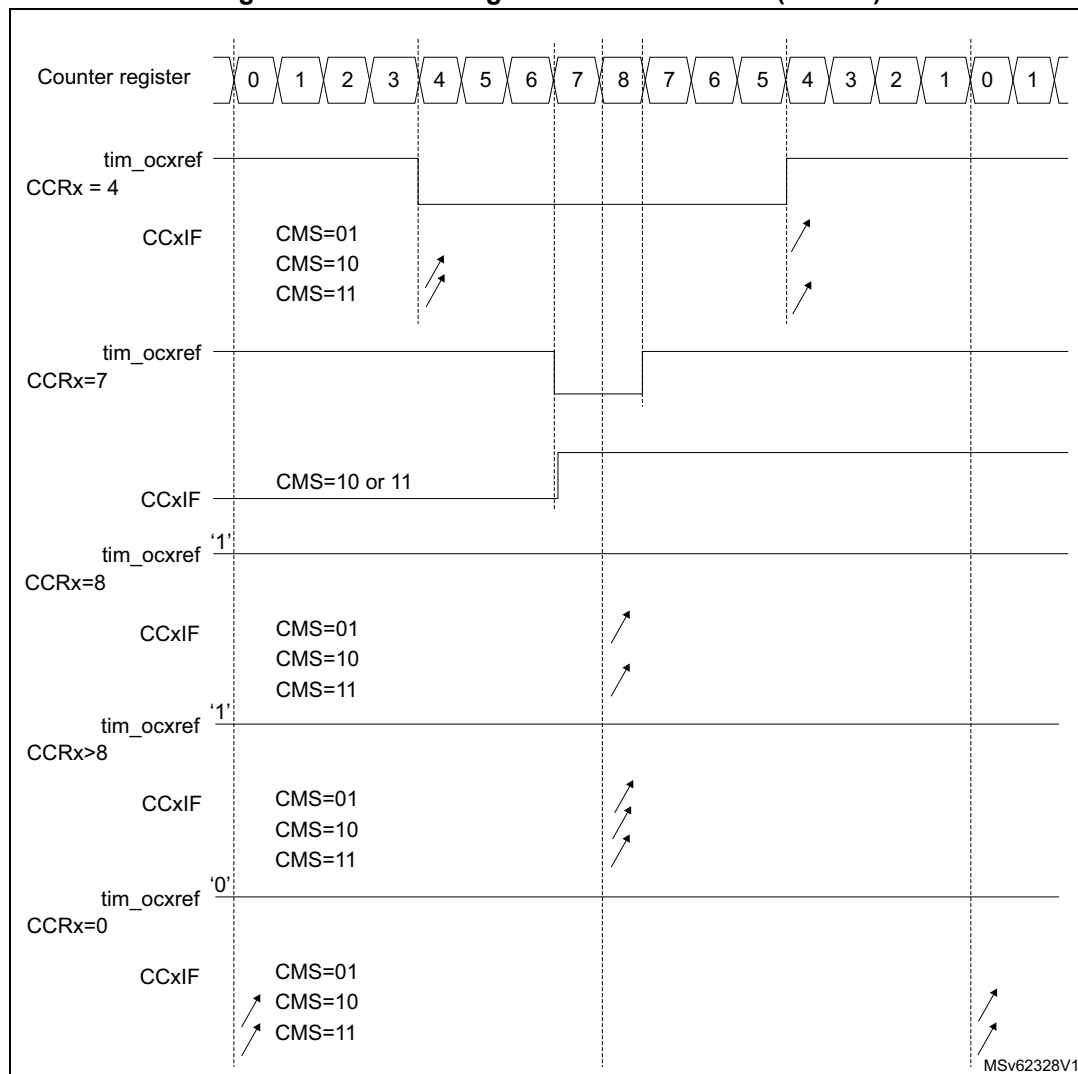 Counter register 0 1 2 3 4 5 6 7 8 7 6 5 4 3 2 1 0 1
tim_ocxref
CCRx = 4
CCxIF CMS=01
CMS=10
CMS=11
tim_ocxref
CCRx=7
CCxIF CMS=10 or 11
tim_ocxref '1'
CCRx=8
CCxIF CMS=01
CMS=10
CMS=11
tim_ocxref '1'
CCRx>8
CCxIF CMS=01
CMS=10
CMS=11
tim_ocxref '0'
CCRx=0
CCxIF CMS=01
CMS=10
CMS=11
MSv62328V1